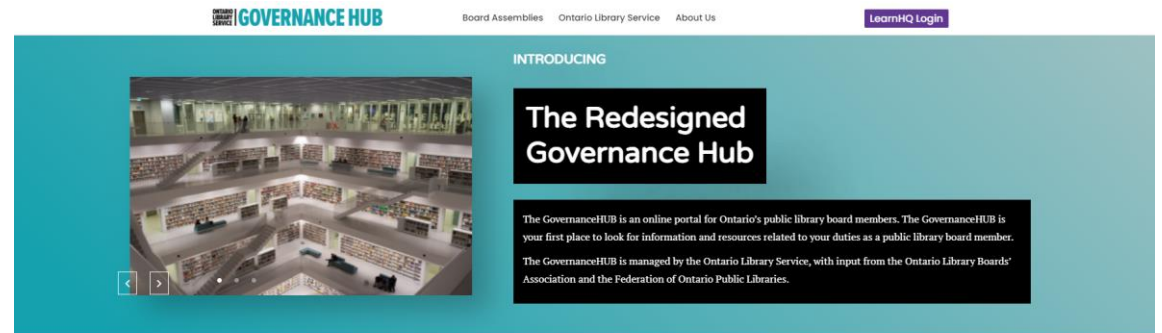 ONTARIO
LIBRARY
SERVICE
GOVERNANCE HUB
Board Assemblies Ontario Library Service About Us
LearnHQ Login
INTRODUCING
The Redesigned
Governance Hub
The GovernanceHUB is an online portal for Ontario's public library board members. The GovernanceHUB is
your first place to look for information and resources related to your duties as a public library board member.
The GovernanceHUB is managed by the Ontario Library Service, with input from the Ontario Library Boards'
Association and the Federation of Ontario Public Libraries.